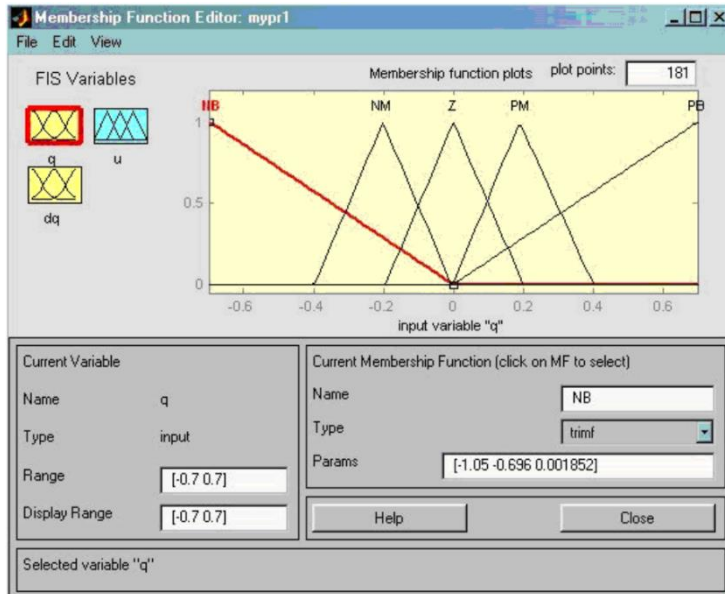 Membership Function Editor: mypr1
File Edit View
FIS Variables
Membership function plots plot points: 181
NB NM Z PM PB
q u
dq
1
0.5
0
-0.6 -0.4 -0.2 0 0.2 0.4 0.6
input variable "q"
Current Variable
Name q
Type input
Range [-0.7 0.7]
Display Range [-0.7 0.7]
Current Membership Function (click on MF to select)
Name NB
Type trimf
Params [-1.05 -0.696 0.001852]
Help Close
Selected variable "q"